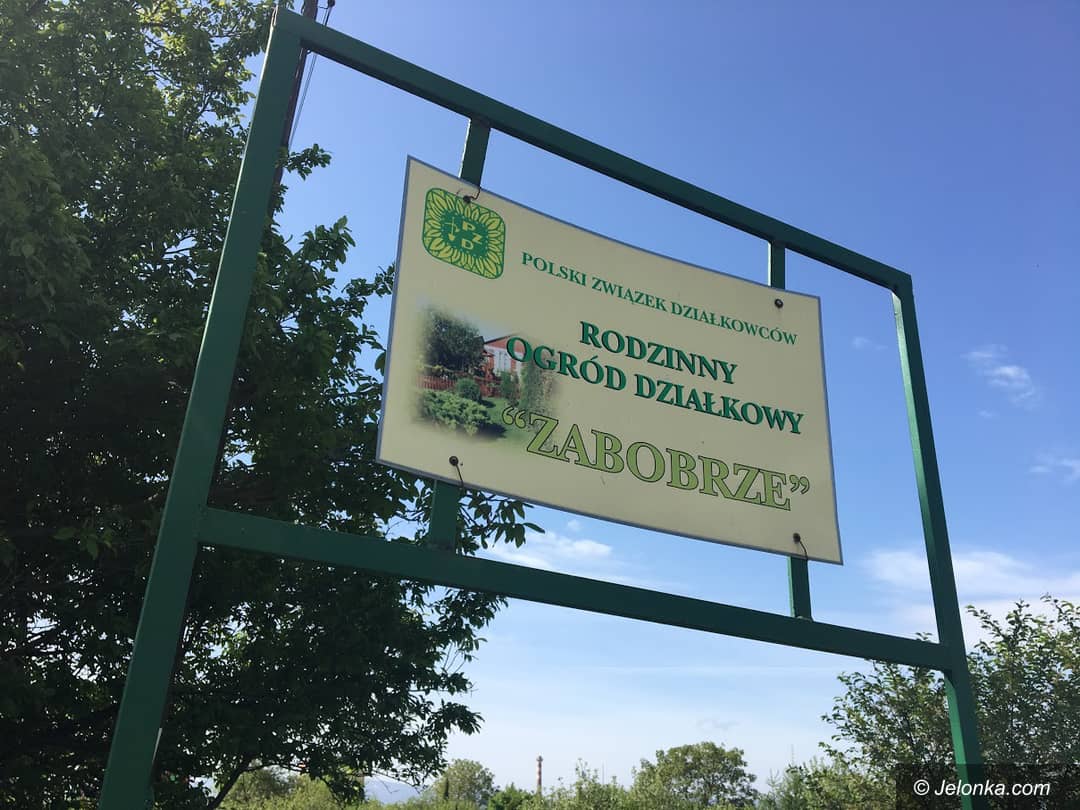 PZD
POLSKI ZWIĄZEK DZIAŁKOWCÓW
RODZINNY
OGRÓD DZIAŁKOWY
“ZABOBRZE”
© Jelonka.com